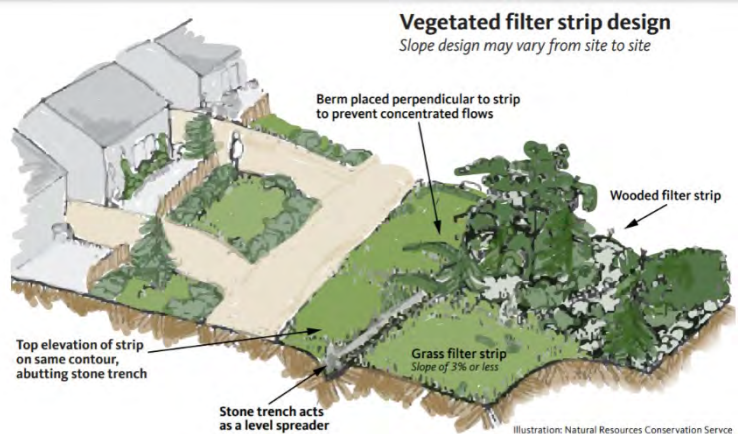 Vegetated filter strip design
Slope design may vary from site to site
Berm placed perpendicular to strip
to prevent concentrated flows
Wooded filter strip
Top elevation of strip
on same contour,
abutting stone trench
Grass filter strip
Slope of 3% or less
Stone trench acts
as a level spreader
Illustration: Natural Resources Conservation Servce